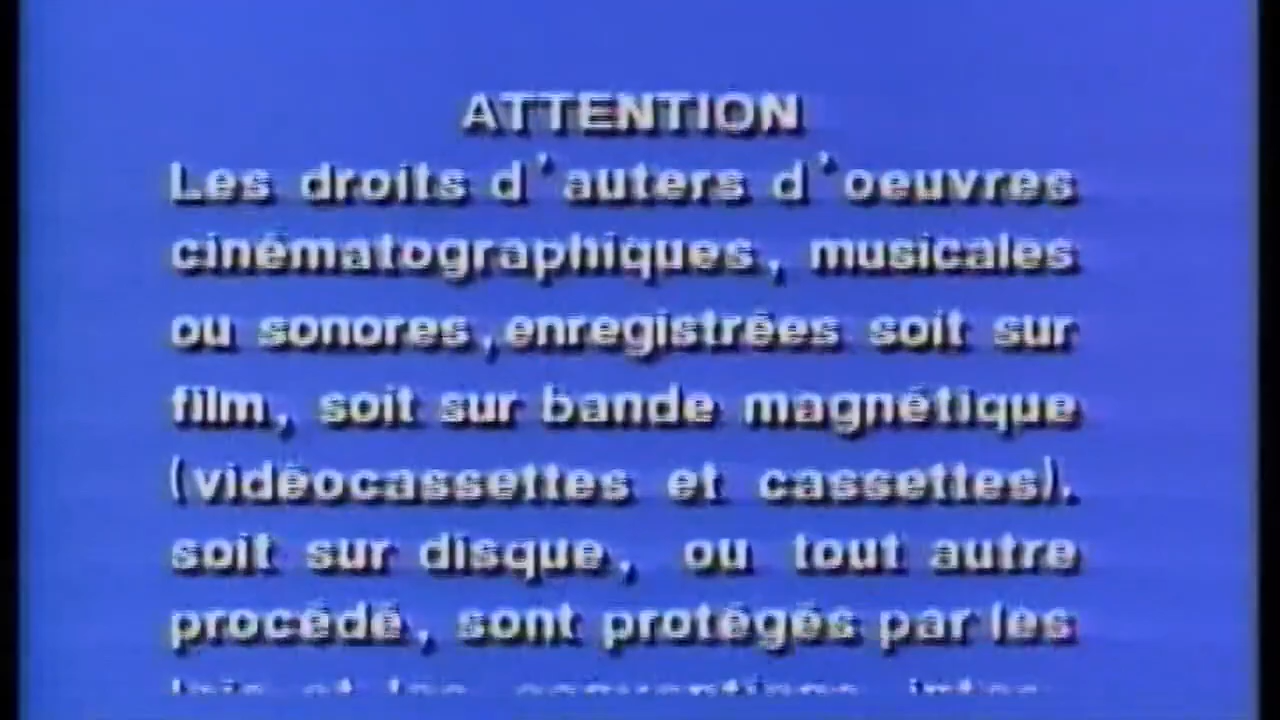 ATTENTION
Les droits d'auters d'oeuvres
cinématographiques, musicales
ou sonores,enregistrées soit sur
film, soit sur bande magnétique
(vidéocassettes et cassettes).
soit sur disque, ou tout autre
procédé, sont protégés par les